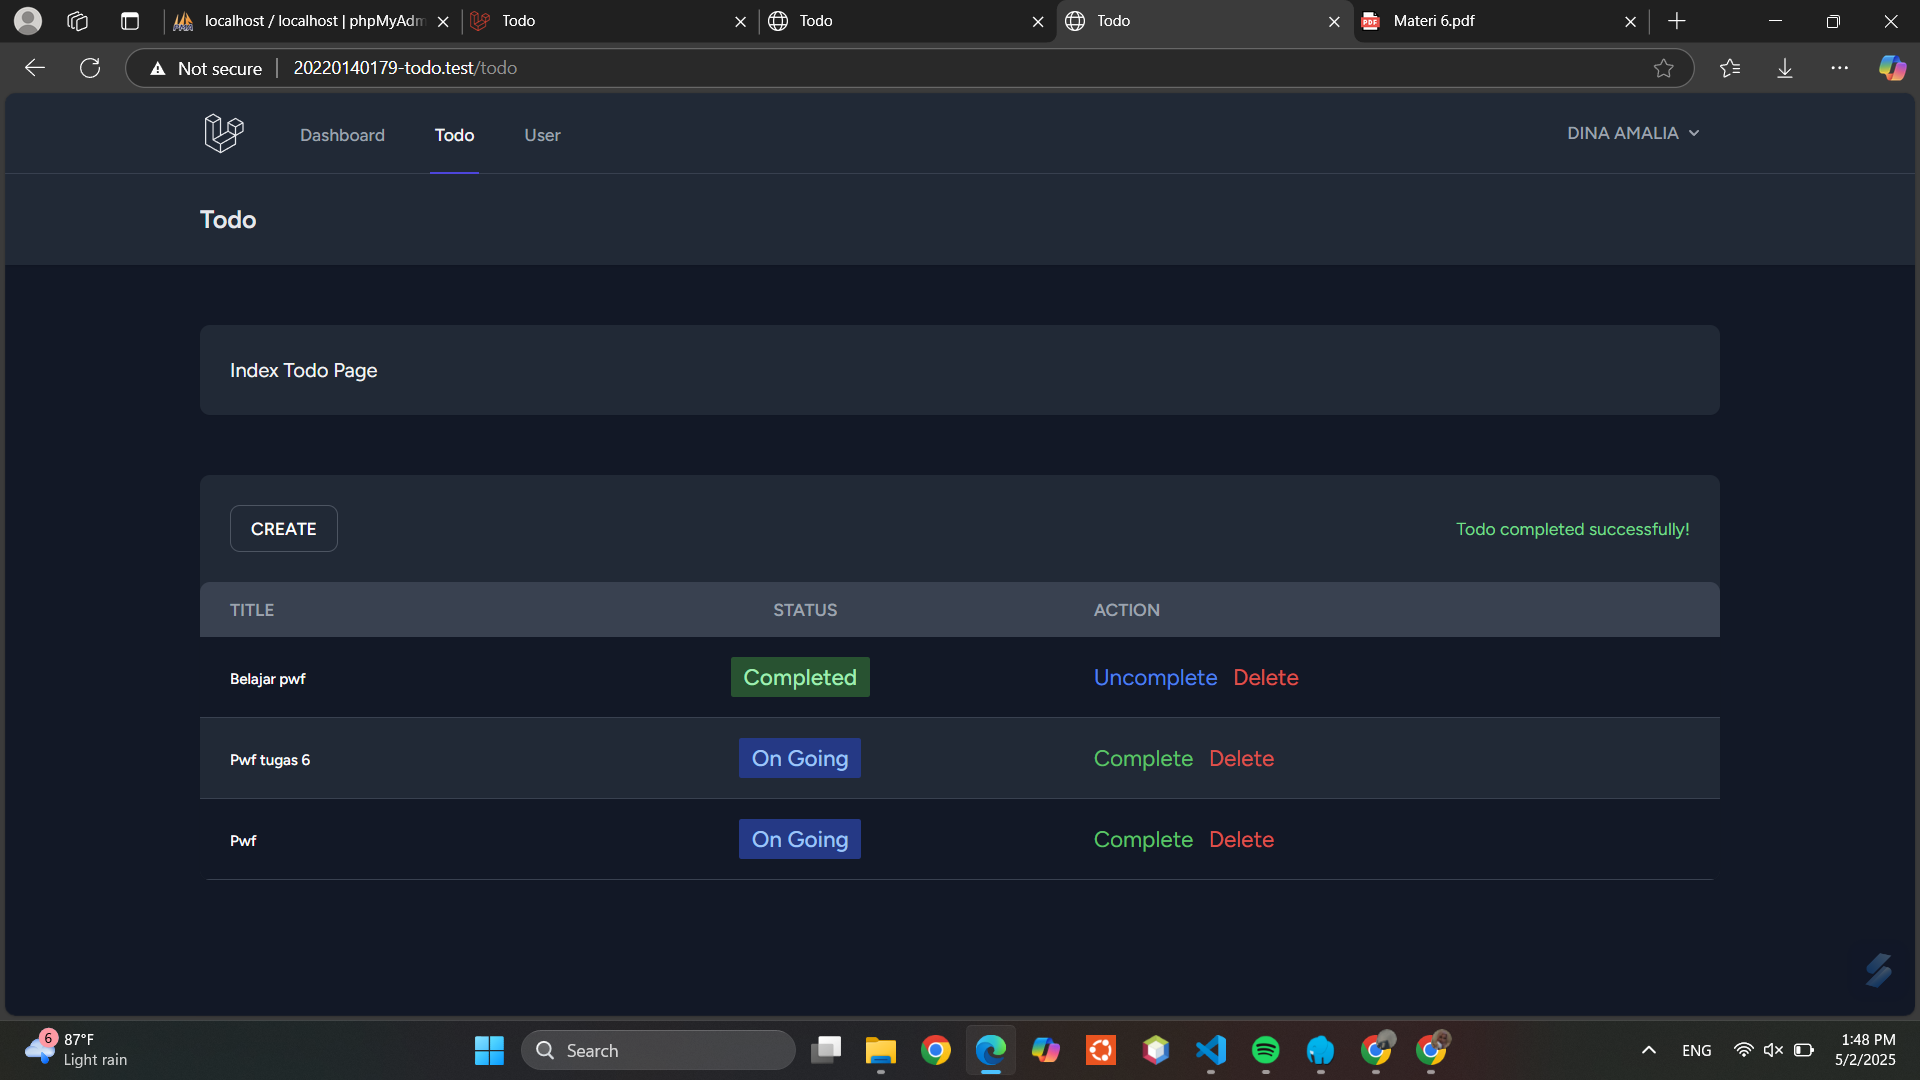 localhost / localhost | phpMyAdm
Todo
Todo
Todo
Materi 6.pdf
Not secure
20220140179-todo.test/todo
Dashboard
Todo
User
DINA AMALIA
Todo
Index Todo Page
CREATE
Todo completed successfully!
TITLE STATUS ACTION
Belajar pwf Completed Uncomplete Delete
Pwf tugas 6 On Going Complete Delete
Pwf On Going Complete Delete
6
87°F
Light rain
Search
ENG
1:48 PM
5/2/2025